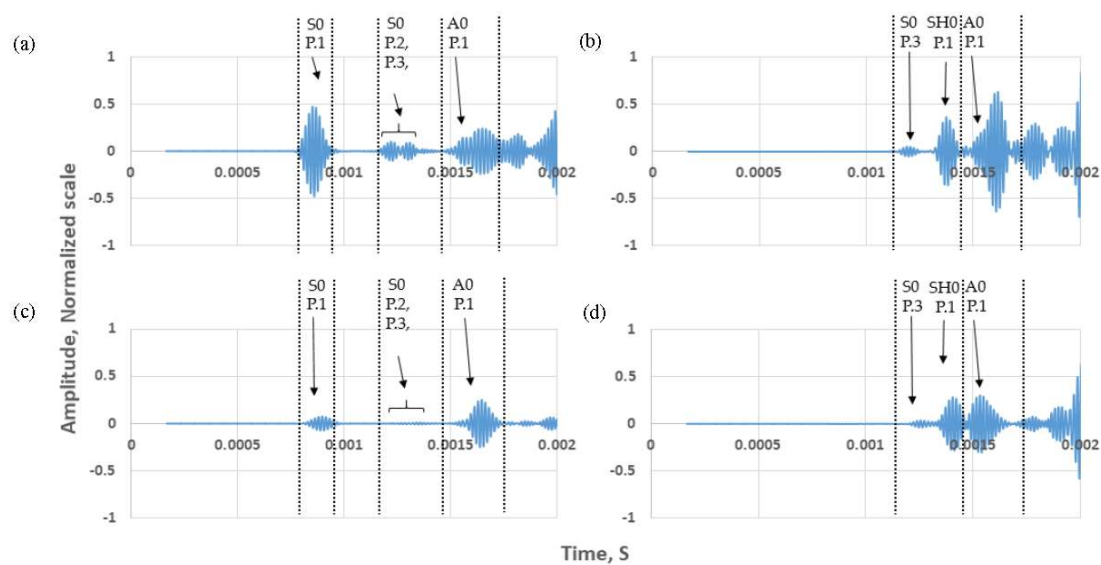 (a)
S0
P.1
S0
P.2,
P.3,
A0
P.1
1
0.5
0
-0.5
-1
0
0.0005
0.001
0.0015
0.002
(b)
S0
P.3
SH0
P.1
A0
P.1
1
0.5
0
-0.5
-1
0
0.0005
0.001
0.0015
0.002
(c)
S0
P.1
S0
P.2,
P.3,
A0
P.1
1
0.5
0
-0.5
-1
0
0.0005
0.001
0.0015
0.002
(d)
S0
P.3
SH0
P.1
A0
P.1
1
0.5
0
-0.5
-1
0
0.0005
0.001
0.0015
0.002
Amplitude, Normalized scale
Time, S